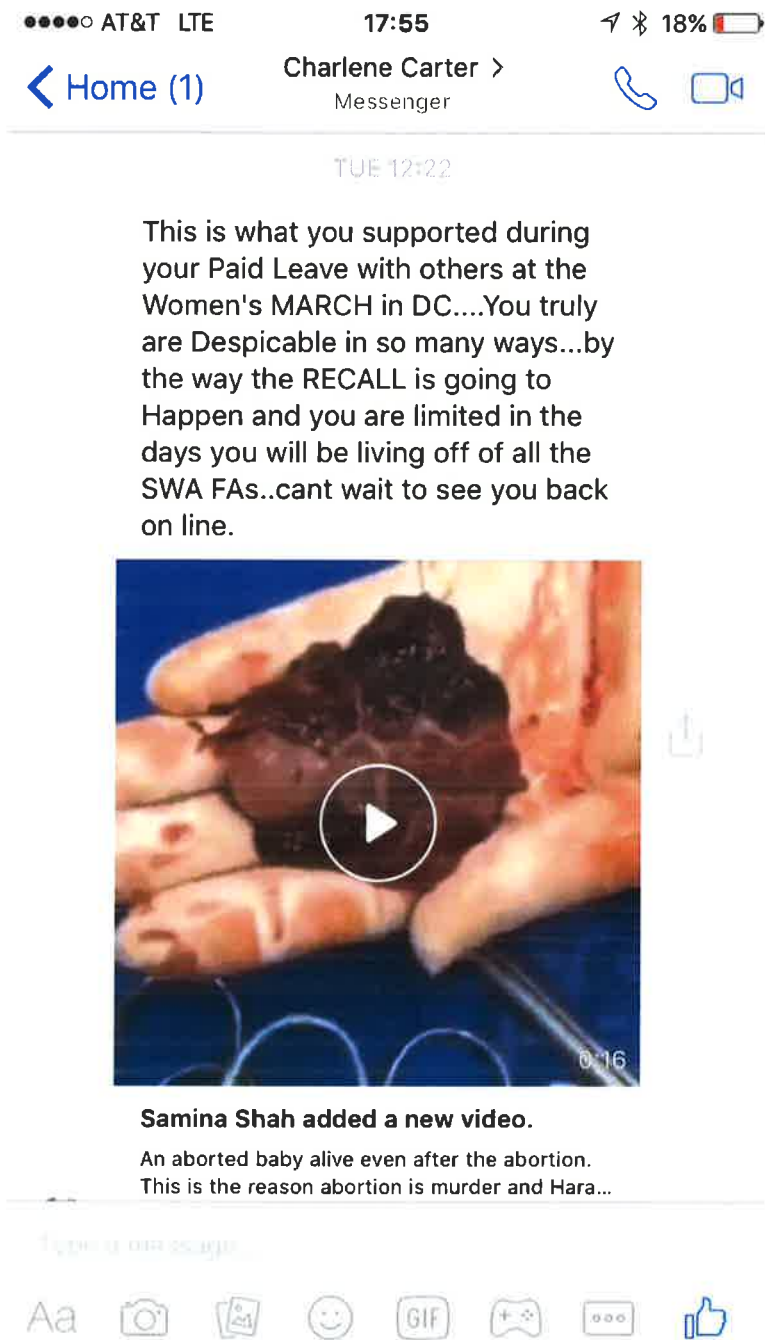 AT&T LTE 17:55 18%
Home (1) Charlene Carter >
Messenger
TUE 12:22
This is what you supported during
your Paid Leave with others at the
Women's MARCH in DC....You truly
are Despicable in so many ways...by
the way the RECALL is going to
Happen and you are limited in the
days you will be living off of all the
SWA FAs..cant wait to see you back
on line.
0:16
Samina Shah added a new video.
An aborted baby alive even after the abortion.
This is the reason abortion is murder and Hara...
Type a message...
Aa GIF